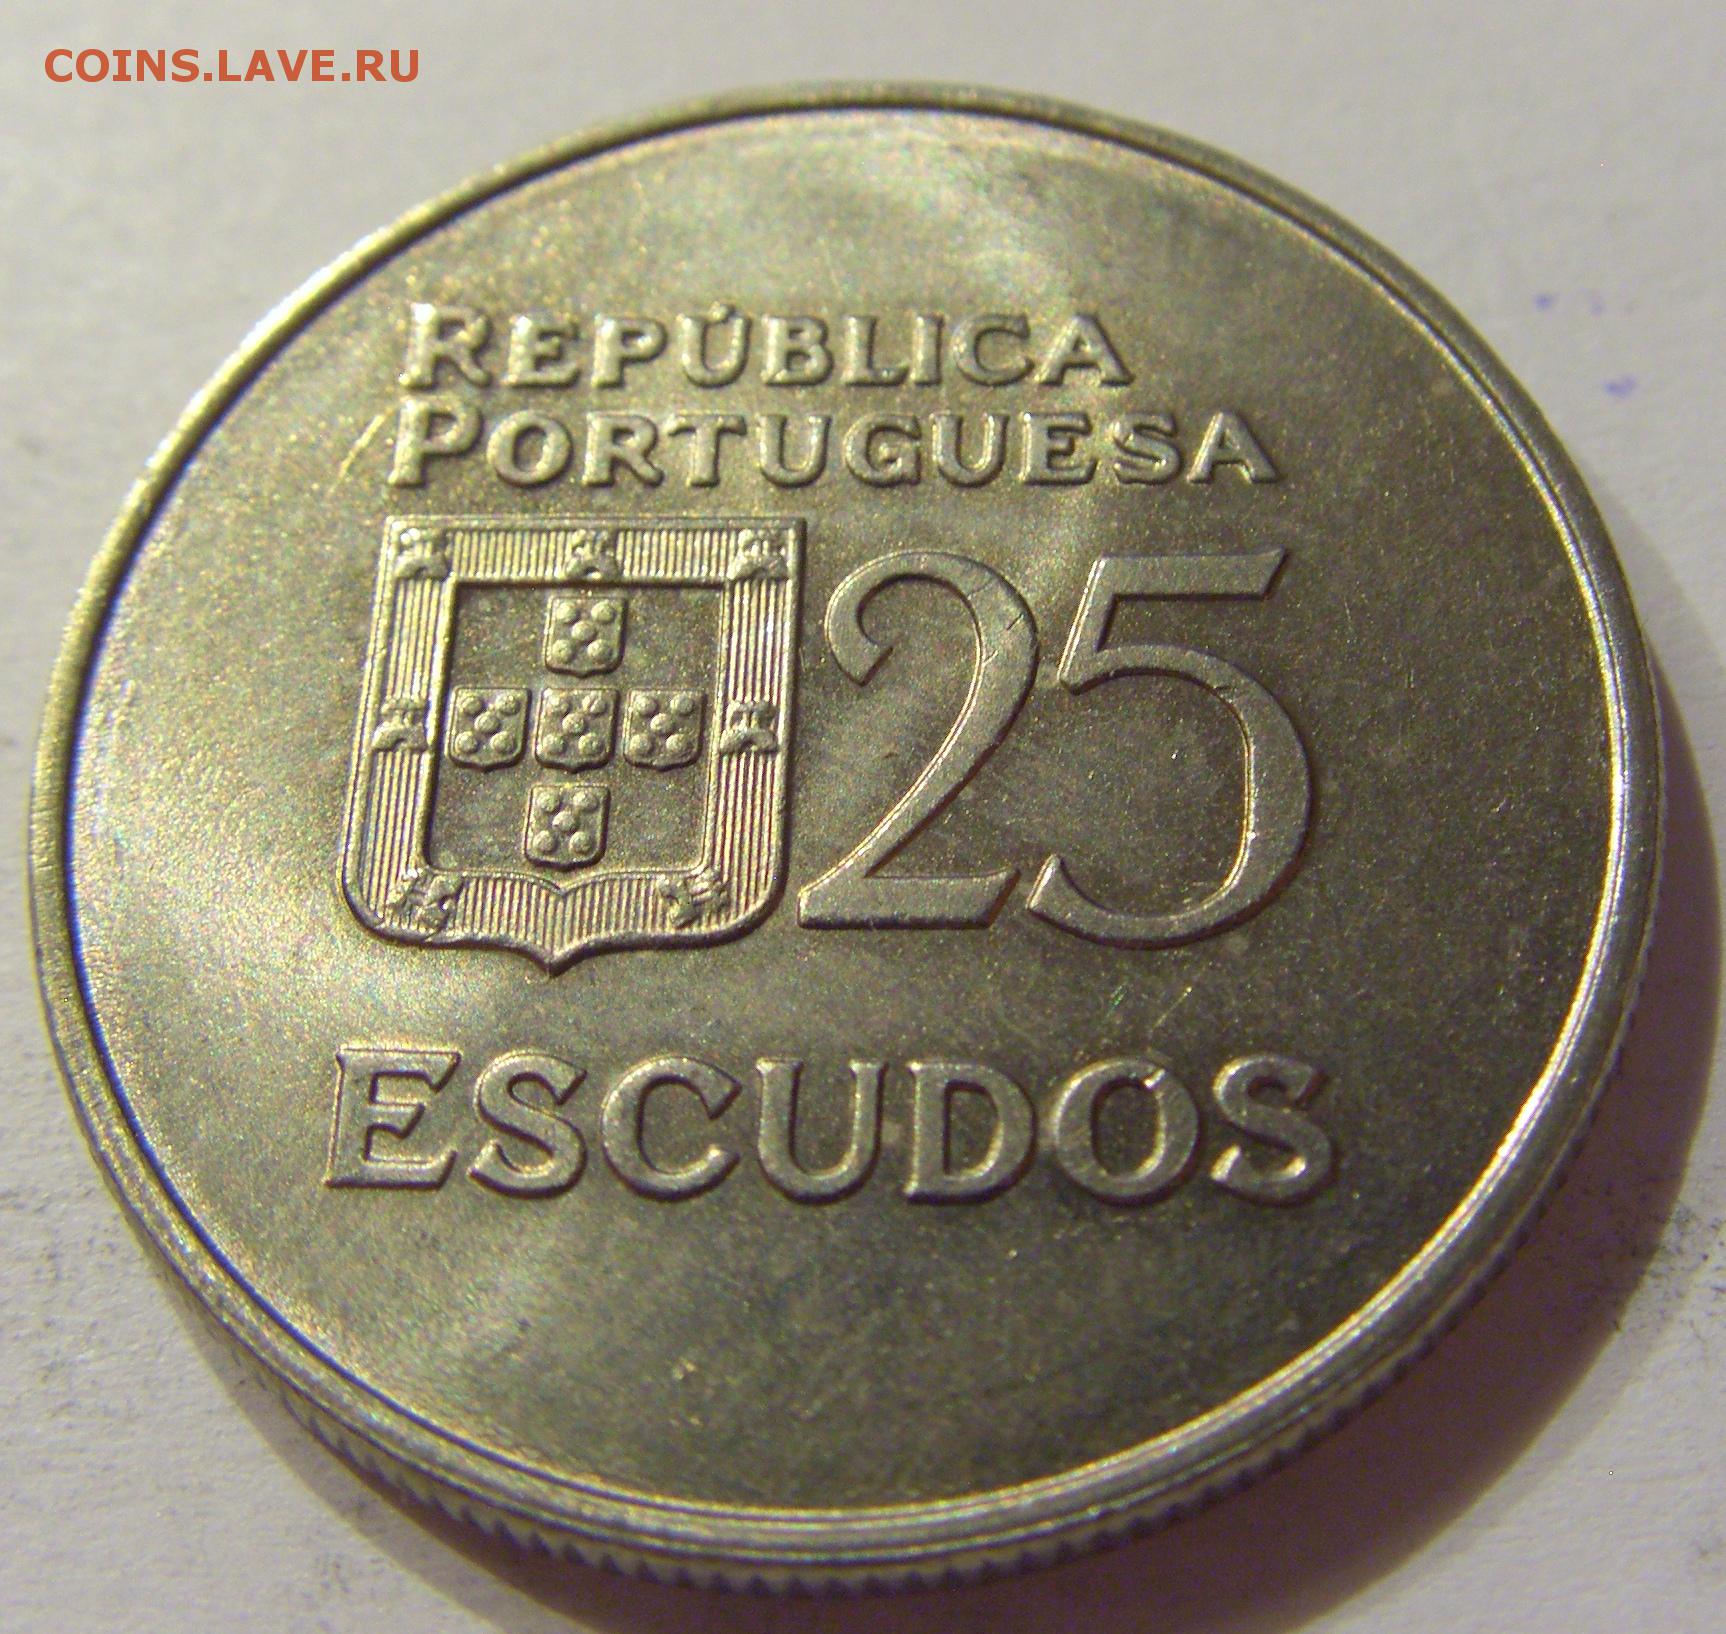 COINS.LAVE.RU
REPÚBLICA
PORTUGUESA
25
ESCUDOS